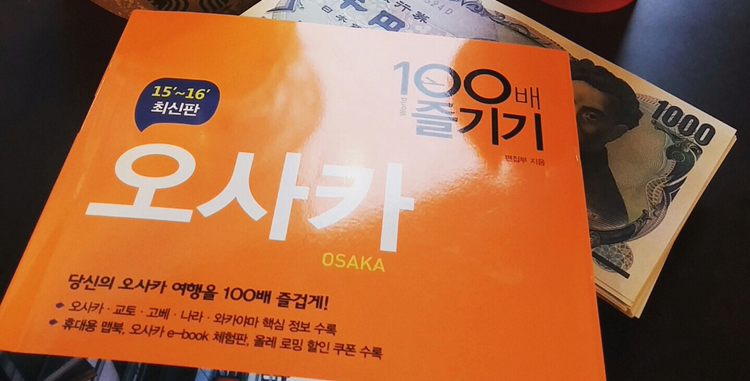 15'~16'
최신판
100배
World
즐기기
편집부 지음
오사카
OSAKA
당신의 오사카 여행을 100배 즐겁게!
오사카 · 교토 · 고베 · 나라 · 와카야마 핵심 정보 수록
휴대용 맵북, 오사카 e-book 체험판, 올레 로밍 할인 쿠폰 수록
1000